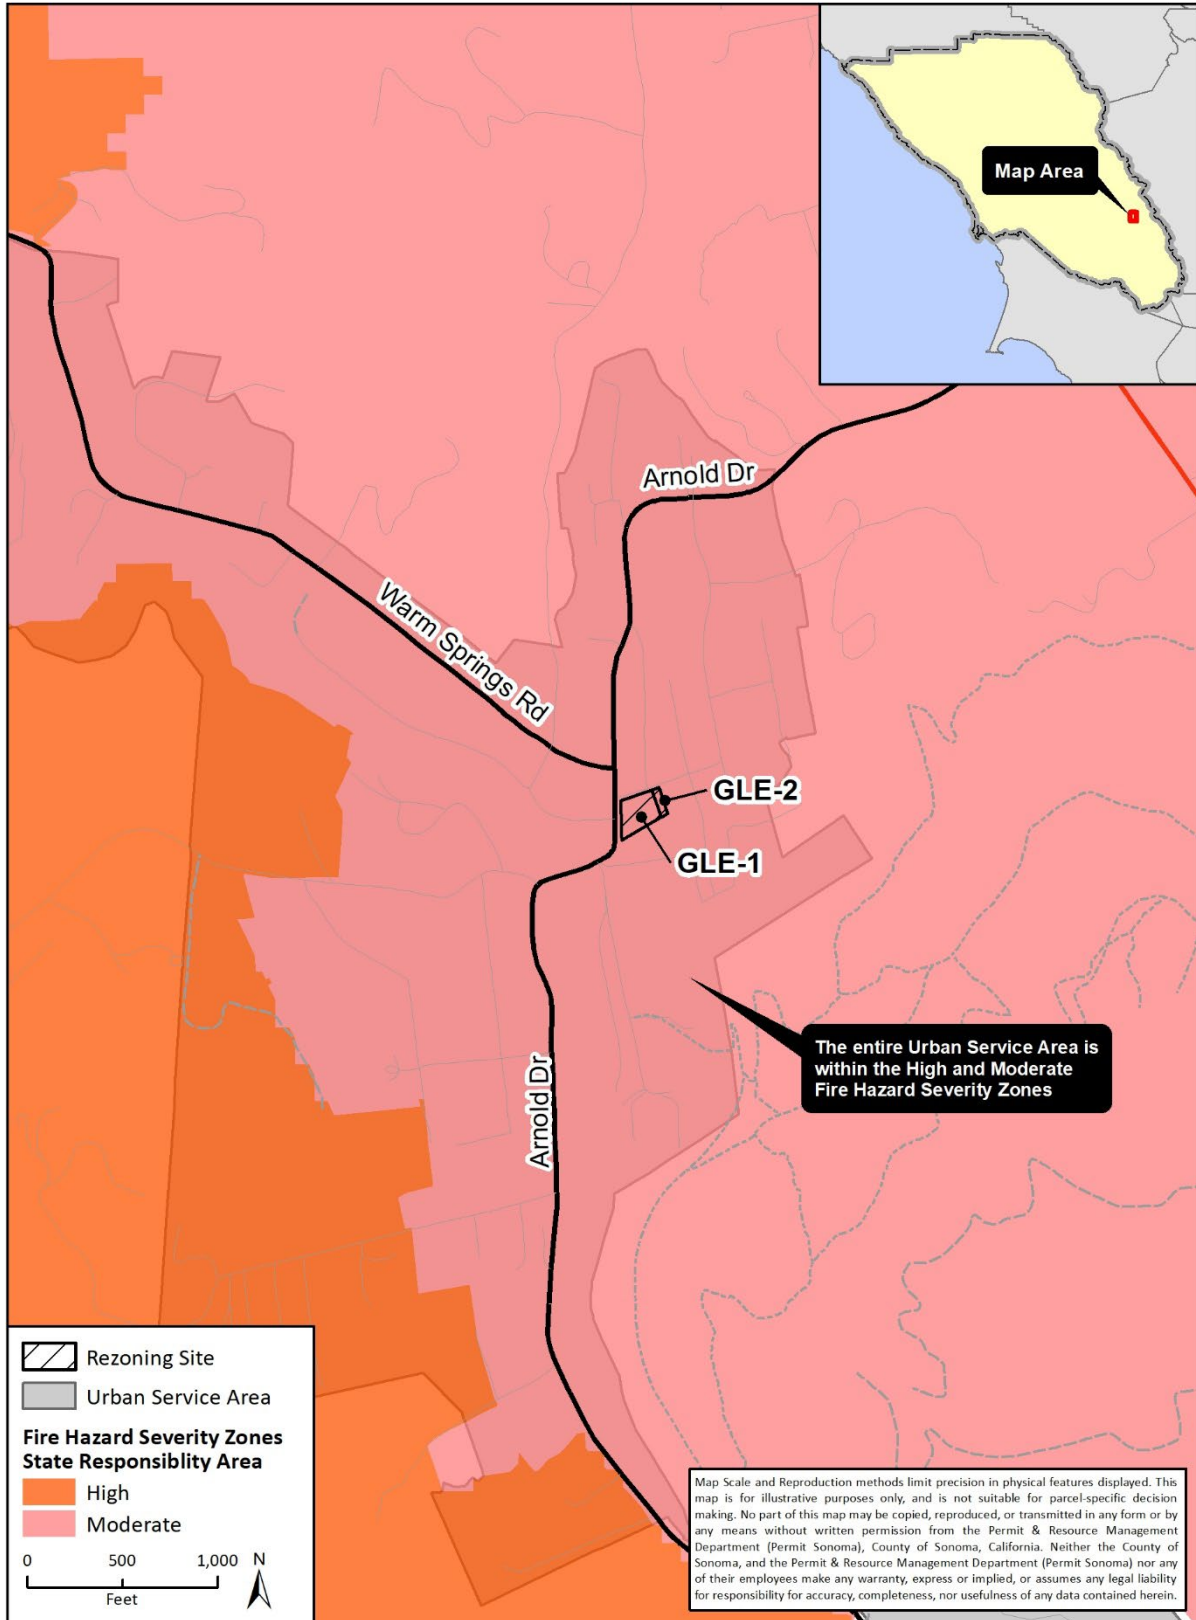 Map Area
Arnold Dr
Warm Springs Rd
GLE-2
GLE-1
The entire Urban Service Area is
within the High and Moderate
Fire Hazard Severity Zones
Arnold Dr
Rezoning Site
Urban Service Area
Fire Hazard Severity Zones
State Responsiblity Area
High
Moderate
0 500 1,000
Feet
N
Map Scale and Reproduction methods limit precision in physical features displayed. This
map is for illustrative purposes only, and is not suitable for parcel-specific decision
making. No part of this map may be copied, reproduced, or transmitted in any form or by
any means without written permission from the Permit & Resource Management
Department (Permit Sonoma), County of Sonoma, California. Neither the County of
Sonoma, and the Permit & Resource Management Department (Permit Sonoma) nor any
of their employees make any warranty, express or implied, or assumes any legal liability
for responsibility for accuracy, completeness, nor usefulness of any data contained herein.